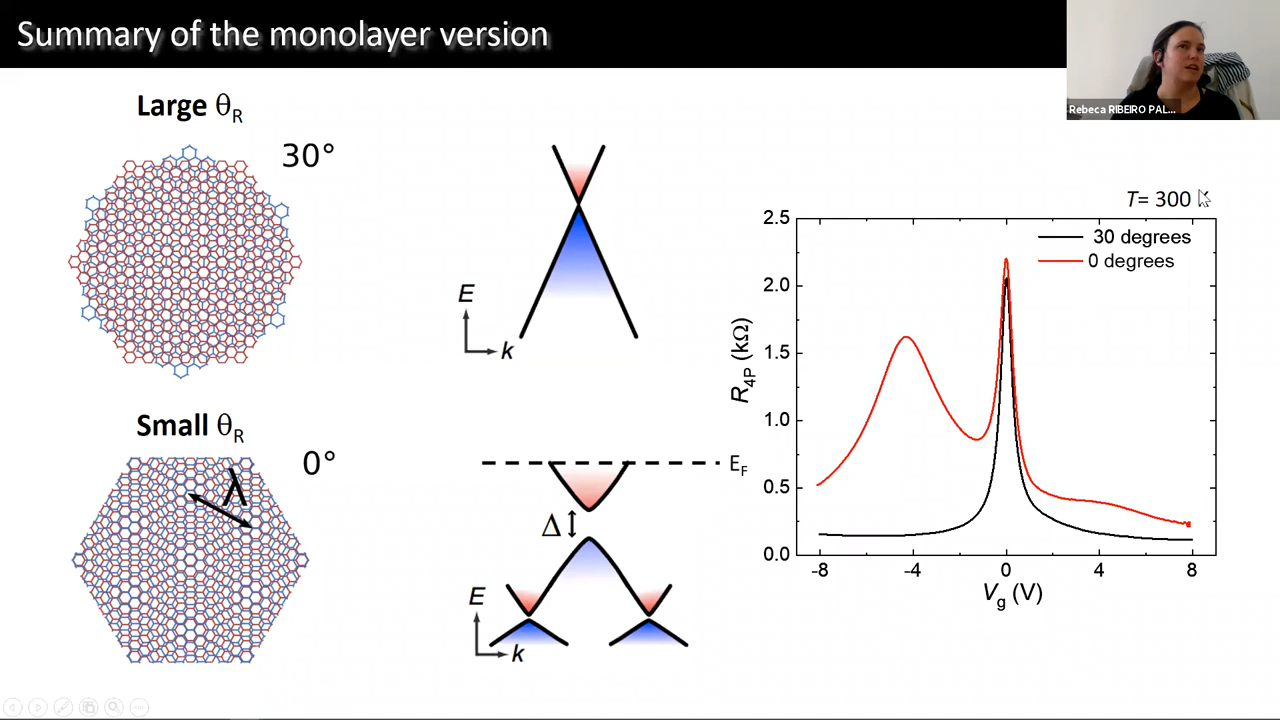 Summary of the monolayer version
Rebeca RIBEIRO PAL...
Large θR
30°
E
k
Small θR
0°
λ
EF
Δ
E
k
T= 300
30 degrees
0 degrees
2.5
2.0
1.5
1.0
0.5
0.0
R4P (kΩ)
-8 -4 0 4 8
Vg (V)